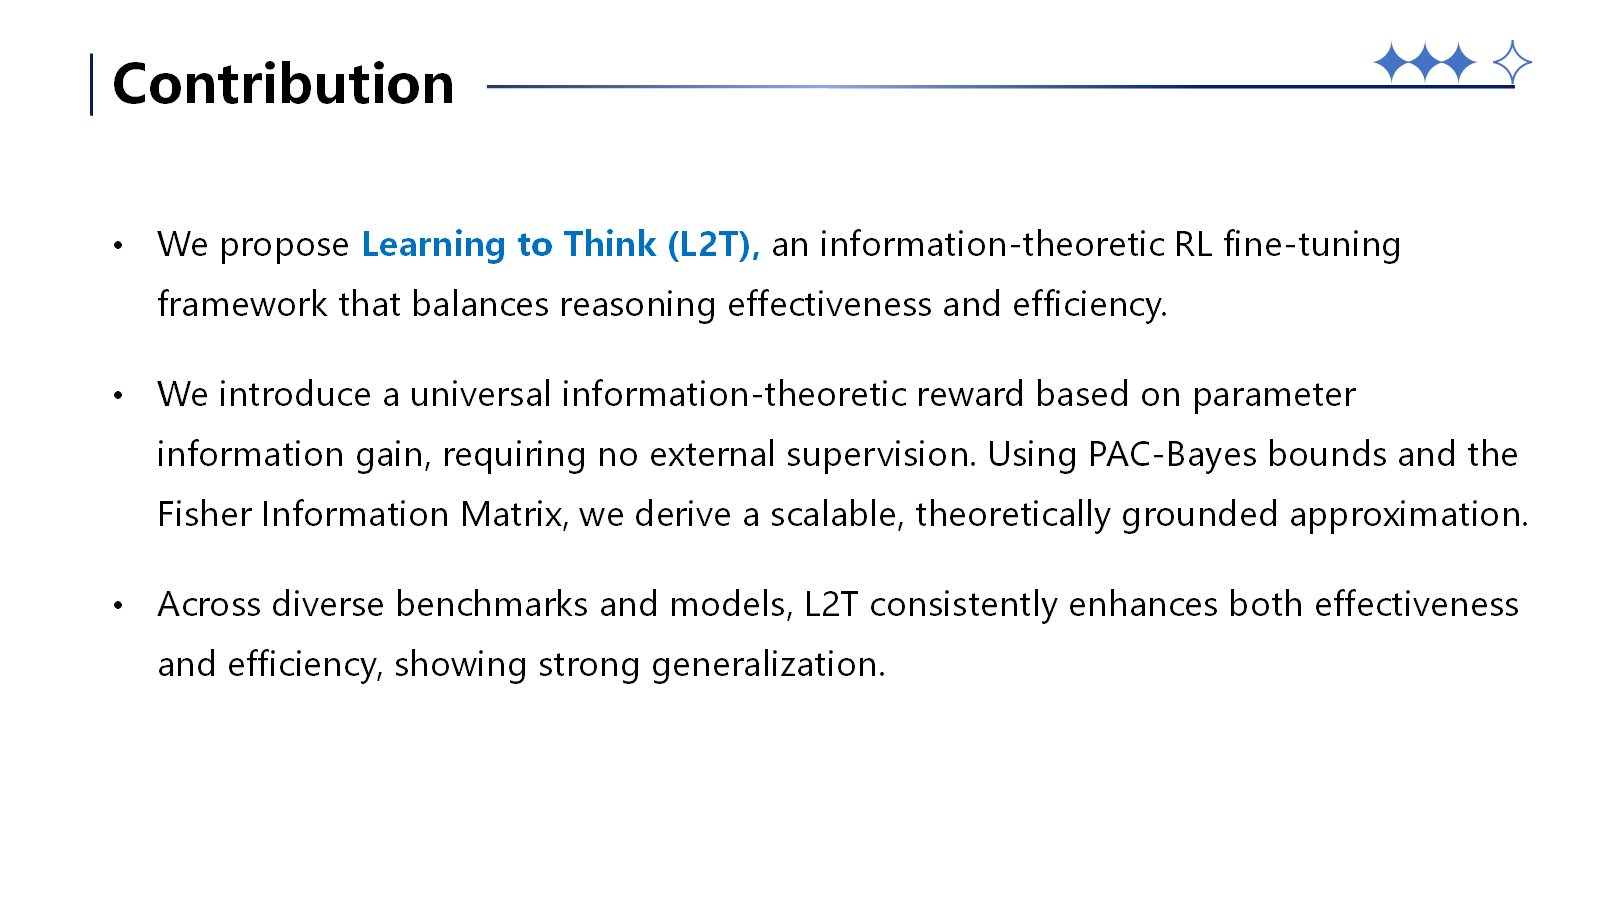 Contribution
• We propose Learning to Think (L2T), an information-theoretic RL fine-tuning
framework that balances reasoning effectiveness and efficiency.
• We introduce a universal information-theoretic reward based on parameter
information gain, requiring no external supervision. Using PAC-Bayes bounds and the
Fisher Information Matrix, we derive a scalable, theoretically grounded approximation.
• Across diverse benchmarks and models, L2T consistently enhances both effectiveness
and efficiency, showing strong generalization.